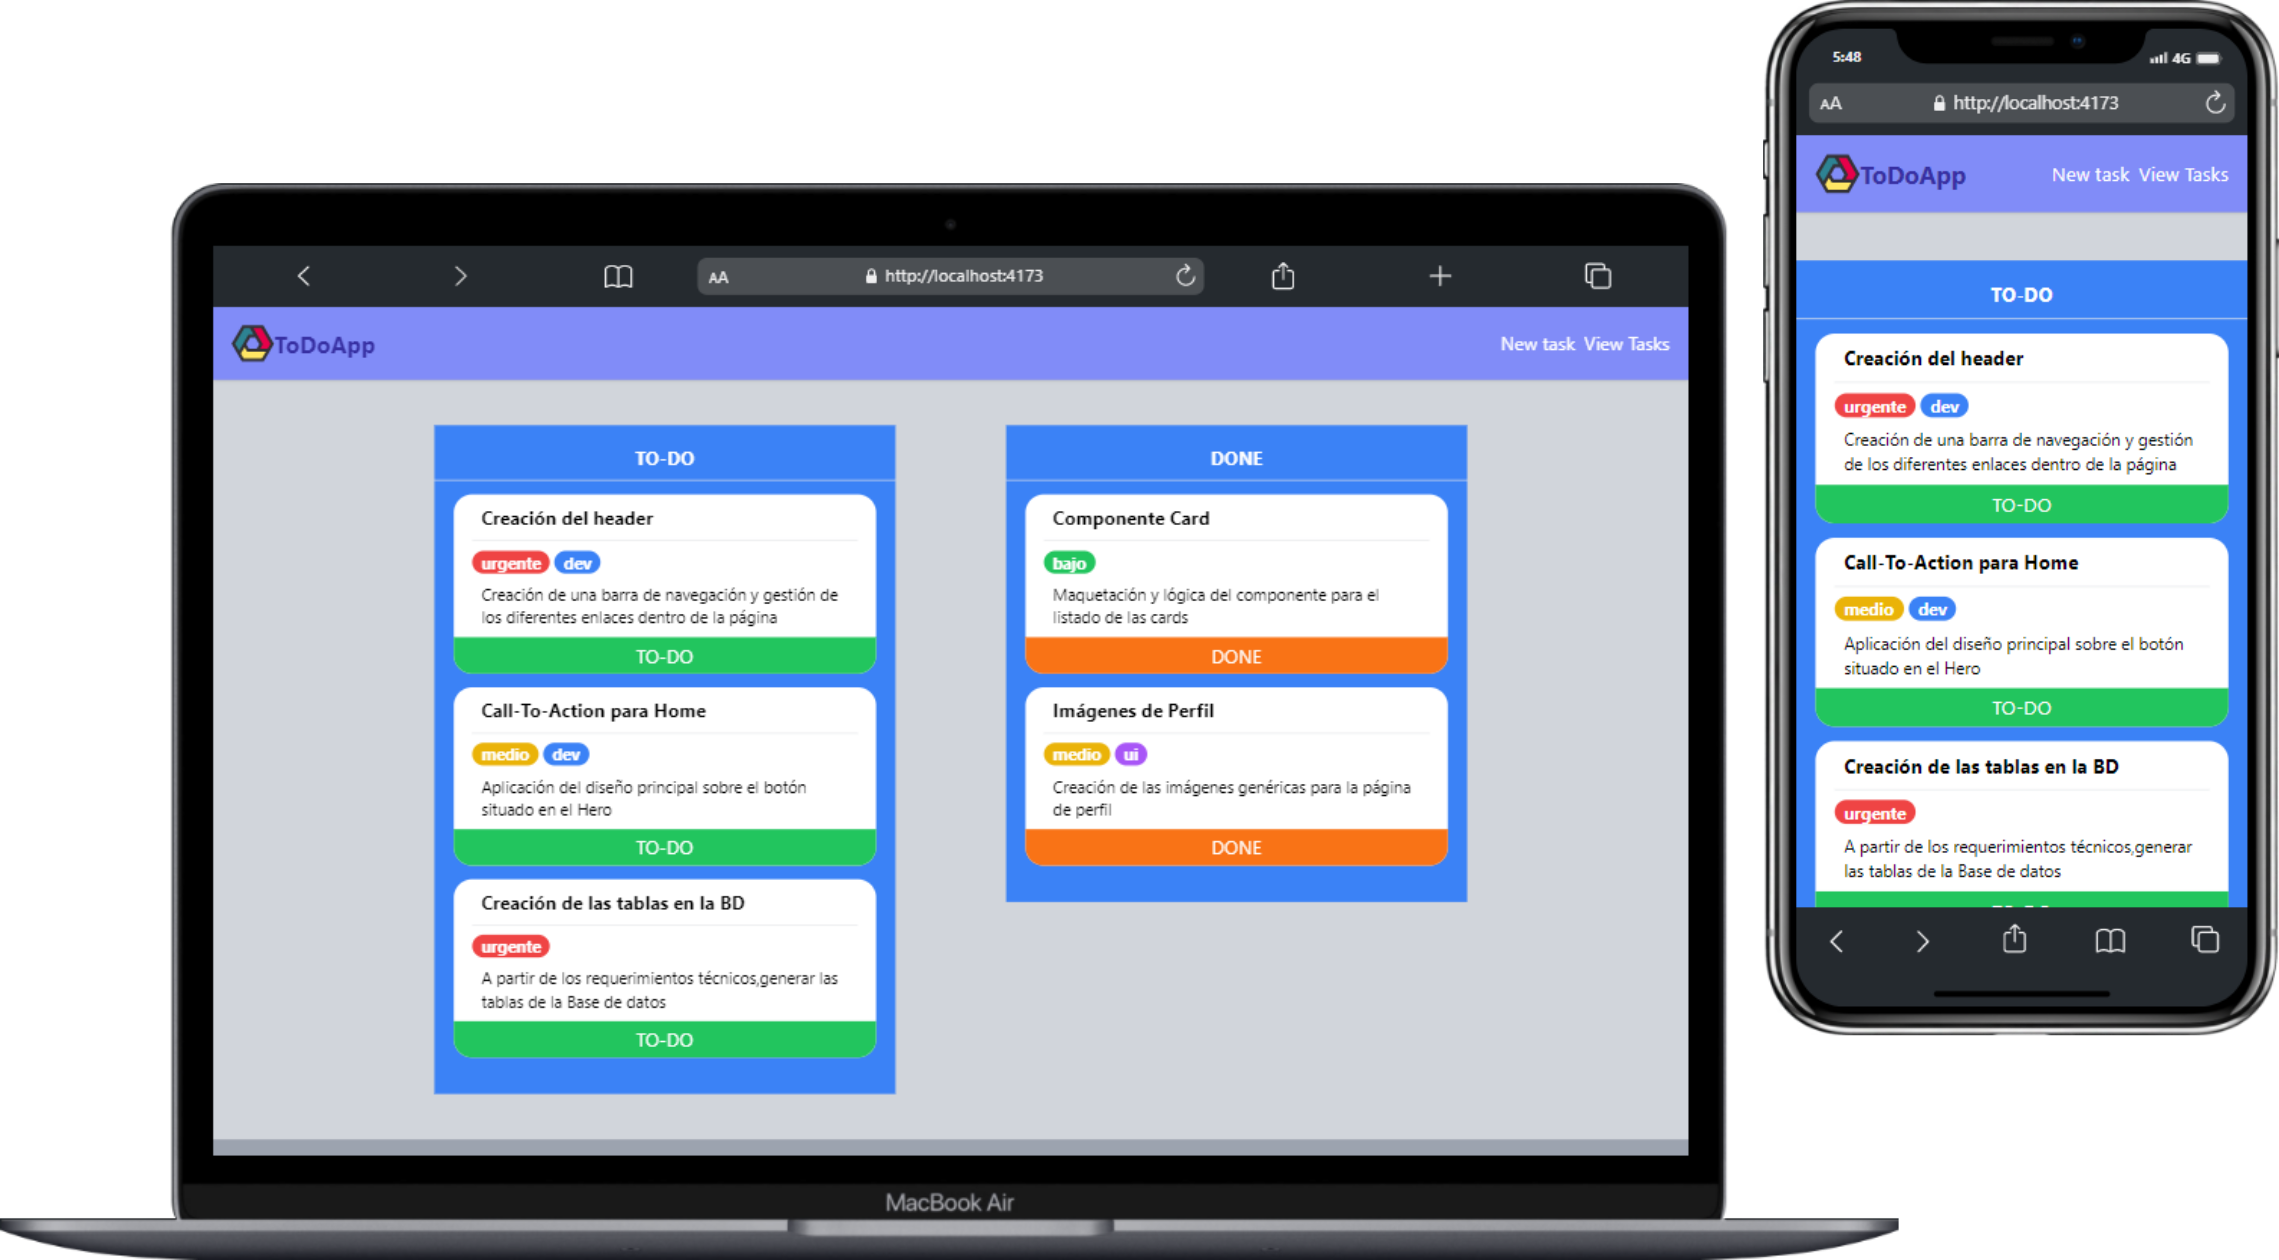 http://localhost:4173
ToDoApp
New task View Tasks
TO-DO
Creación del header
urgente dev
Creación de una barra de navegación y gestión de
los diferentes enlaces dentro de la página
TO-DO
Call-To-Action para Home
medio dev
Aplicación del diseño principal sobre el botón
situado en el Hero
TO-DO
Creación de las tablas en la BD
urgente
A partir de los requerimientos técnicos,generar las
tablas de la Base de datos
TO-DO
DONE
Componente Card
bajo
Maquetación y lógica del componente para el
listado de las cards
DONE
Imágenes de Perfil
medio ui
Creación de las imágenes genéricas para la página
de perfil
DONE
MacBook Air
5:48
4G
AA
http://localhost:4173
AA
ToDoApp
New task View Tasks
TO-DO
Creación del header
urgente dev
Creación de una barra de navegación y gestión
de los diferentes enlaces dentro de la página
TO-DO
Call-To-Action para Home
medio dev
Aplicación del diseño principal sobre el botón
situado en el Hero
TO-DO
Creación de las tablas en la BD
urgente
A partir de los requerimientos técnicos,generar
las tablas de la Base de datos